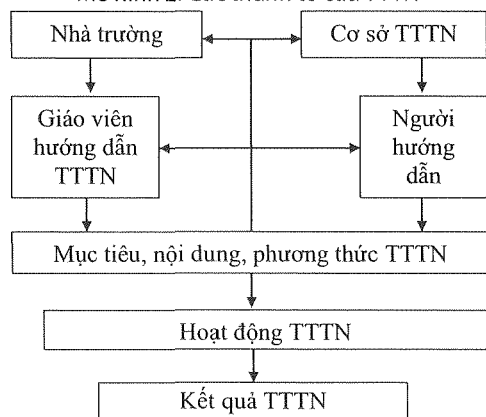 Nhà trường
Cơ sở TTTN
Giáo viên
hướng dẫn
TTTN
Người
hướng
dẫn
Mục tiêu, nội dung, phương thức TTTN
Hoạt động TTTN
Kết quả TTTN